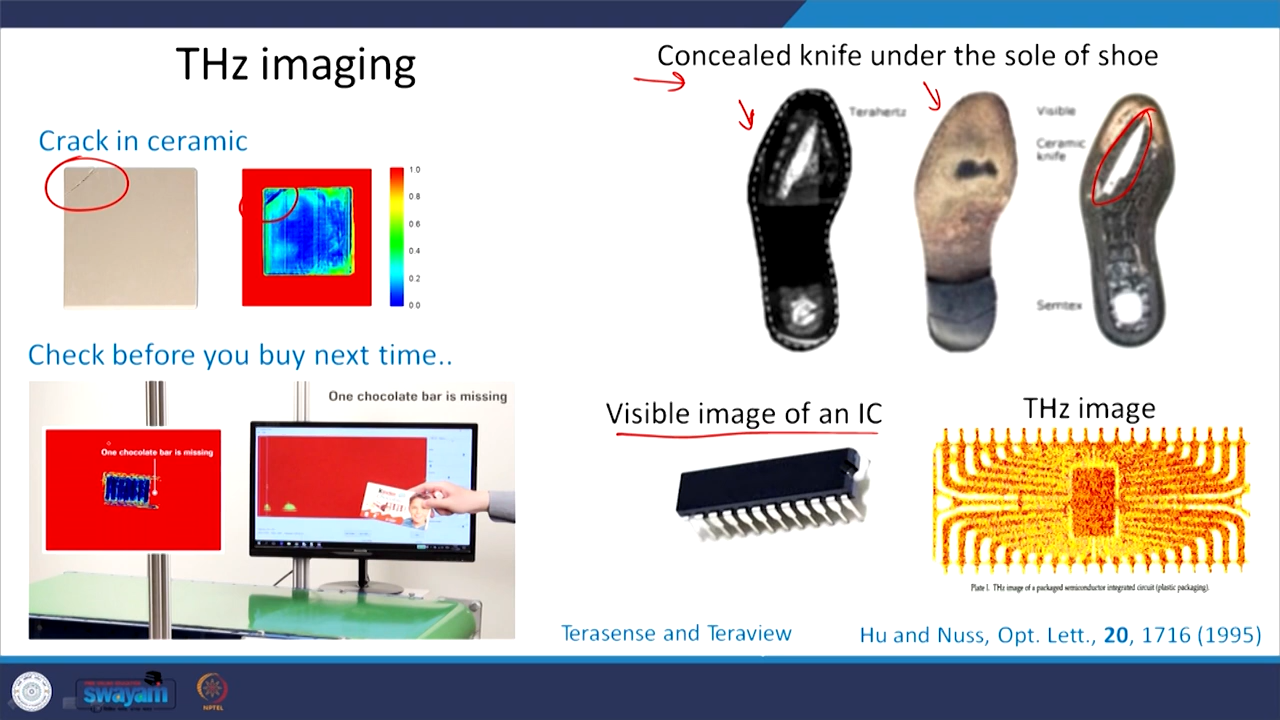 THz imaging
Concealed knife under the sole of shoe
Terahertz
Visible
Ceramic
knife
Semtex
Crack in ceramic
1.0
0.8
0.6
0.4
0.2
0.0
Check before you buy next time..
One chocolate bar is missing
One chocolate bar is missing
Visible image of an IC
THz image
Plate 1. THz image of a packaged semiconductor integrated circuit (plastic packaging).
Terasense and Teraview
Hu and Nuss, Opt. Lett., 20, 1716 (1995)
swayam
NPTEL